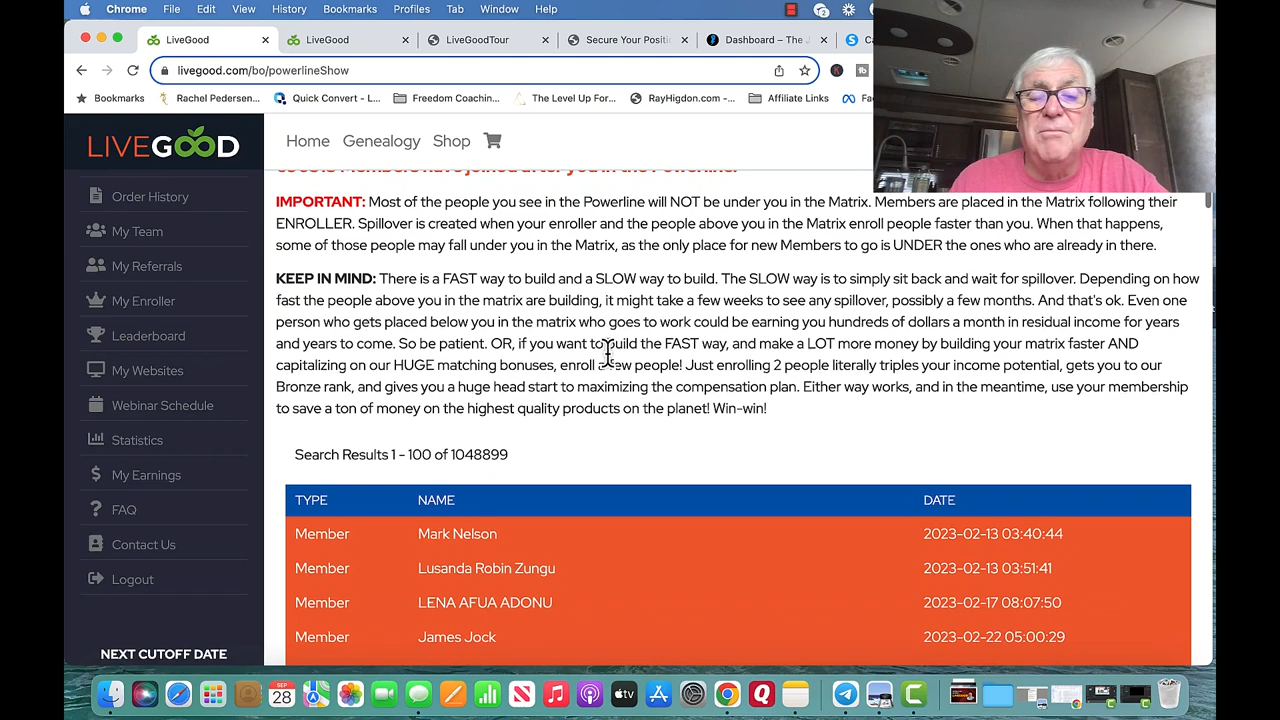 Chrome File Edit View History Bookmarks Profiles Tab Window Help
LiveGood LiveGood LiveGoodTour Secure Your Positi Dashboard – The J
livegood.com/bo/powerlineShow
Bookmarks Rachel Pedersen... Quick Convert - L... Freedom Coachin... The Level Up For... RayHigdon.com -... Affiliate Links
LIVEGOOD Home Genealogy Shop
Order History
My Team
My Referrals
My Enroller
Leaderboard
My Websites
Webinar Schedule
Statistics
My Earnings
FAQ
Contact Us
Logout
NEXT CUTOFF DATE
Members have joined after you in the Powerline.
IMPORTANT: Most of the people you see in the Powerline will NOT be under you in the Matrix. Members are placed in the Matrix following their
ENROLLER. Spillover is created when your enroller and the people above you in the Matrix enroll people faster than you. When that happens,
some of those people may fall under you in the Matrix, as the only place for new Members to go is UNDER the ones who are already in there.
KEEP IN MIND: There is a FAST way to build and a SLOW way to build. The SLOW way is to simply sit back and wait for spillover. Depending on how
fast the people above you in the matrix are building, it might take a few weeks to see any spillover, possibly a few months. And that's ok. Even one
person who gets placed below you in the matrix who goes to work could be earning you hundreds of dollars a month in residual income for years
and years to come. So be patient. OR, if you want to build the FAST way, and make a LOT more money by building your matrix faster AND
capitalizing on our HUGE matching bonuses, enroll a few people! Just enrolling 2 people literally triples your income potential, gets you to our
Bronze rank, and gives you a huge head start to maximizing the compensation plan. Either way works, and in the meantime, use your membership
to save a ton of money on the highest quality products on the planet! Win-win!
Search Results 1 - 100 of 1048899
TYPE NAME DATE
Member Mark Nelson 2023-02-13 03:40:44
Member Lusanda Robin Zungu 2023-02-13 03:51:41
Member LENA AFUA ADONU 2023-02-17 08:07:50
Member James Jock 2023-02-22 05:00:29
SEP
28
tv